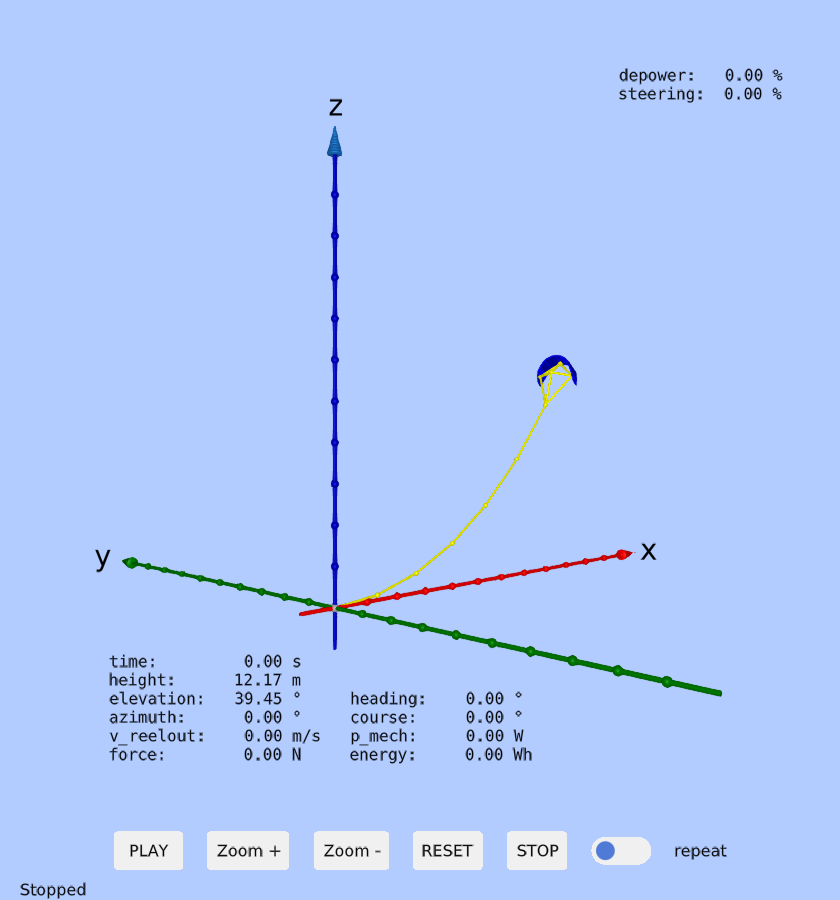 depower: 0.00 %
steering: 0.00 %
z
y
x
time: 0.00 s
height: 12.17 m
elevation: 39.45 ° heading: 0.00 °
azimuth: 0.00 ° course: 0.00 °
v_reelout: 0.00 m/s p_mech: 0.00 W
force: 0.00 N energy: 0.00 Wh
PLAY Zoom + Zoom - RESET STOP repeat
Stopped